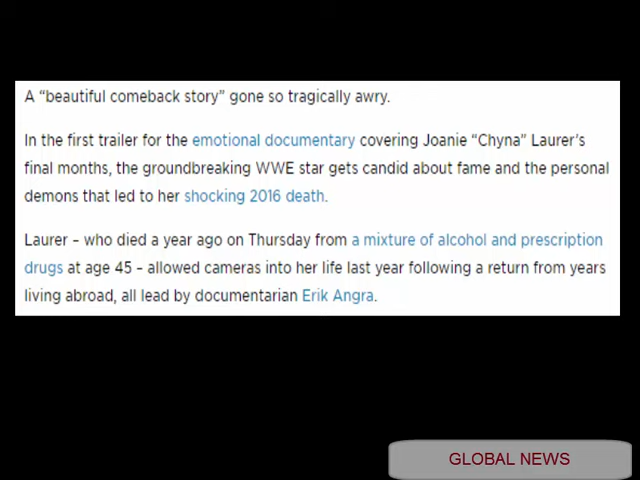 A “beautiful comeback story” gone so tragically awry.
In the first trailer for the emotional documentary covering Joanie “Chyna” Laurer’s
final months, the groundbreaking WWE star gets candid about fame and the personal
demons that led to her shocking 2016 death.
Laurer – who died a year ago on Thursday from a mixture of alcohol and prescription
drugs at age 45 – allowed cameras into her life last year following a return from years
living abroad, all lead by documentarian Erik Angra.
GLOBAL NEWS